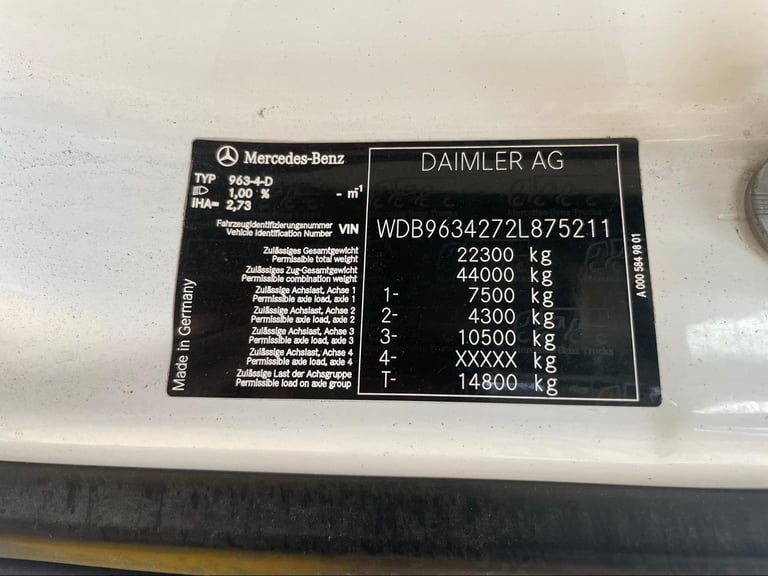 Mercedes-Benz
DAIMLER AG
TYP 963-4-D
1,00 % - m-1
IHA= 2,73
Fahrzeugidentifizierungsnummer
Vehicle Identification Number VIN WDB9634272L875211
Zulässiges Gesamtgewicht
Permissible total weight 22300 kg
Zulässiges Zug-Gesamtgewicht
Permissible combination weight 44000 kg
Zulässige Achslast, Achse 1
Permissible axle load, axle 1 1- 7500 kg
Zulässige Achslast, Achse 2
Permissible axle load, axle 2 2- 4300 kg
Zulässige Achslast, Achse 3
Permissible axle load, axle 3 3- 10500 kg
Zulässige Achslast, Achse 4
Permissible axle load, axle 4 4- XXXXX kg
Zulässige Last der Achsgruppe
Permissible load on axle group T- 14800 kg
Made in Germany
A 000 584 98 01